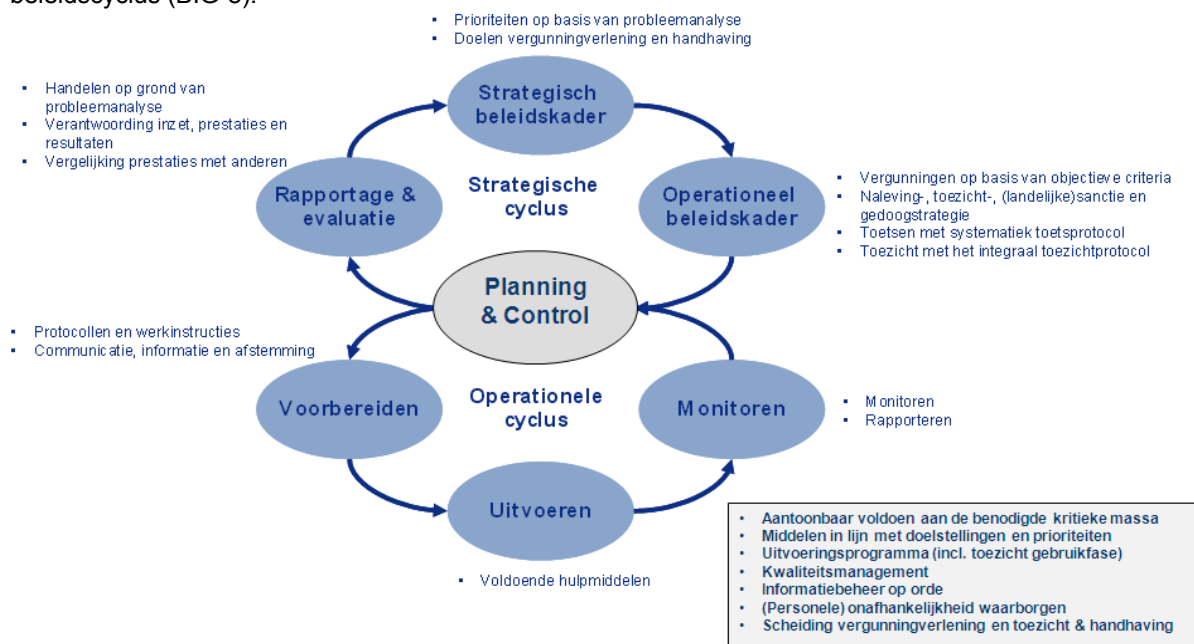 beleidscyclus (BIG 8).
▪ Prioriteiten op basis van probleemanalyse
▪ Doelen vergunningverlening en handhaving
▪ Handelen op grond van
probleemanalyse
▪ Verantwoording inzet, prestaties en
resultaten
▪ Vergelijking prestaties met anderen
Strategisch
beleidskader
Rapportage &
evaluatie
Strategische
cyclus
Operationeel
beleidskader
▪ Vergunningen op basis van objectieve criteria
▪ Naleving-, toezicht-, (landelijke)sanctie en
gedoogstrategie
▪ Toetsen met systematiek toetsprotocol
▪ Toezicht met het integraal toezichtprotocol
Planning
& Control
▪ Protocollen en werkinstructies
▪ Communicatie, informatie en afstemming
Voorbereiden
Operationele
cyclus
Monitoren
▪ Monitoren
▪ Rapporteren
Uitvoeren
▪ Voldoende hulpmiddelen
• Aantoonbaar voldoen aan de benodigde kritieke massa
• Middelen in lijn met doelstellingen en prioriteiten
• Uitvoeringsprogramma (incl. toezicht gebruikfase)
• Kwaliteitsmanagement
• Informatiebeheer op orde
• (Personele) onafhankelijkheid waarborgen
• Scheiding vergunningverlening en toezicht & handhaving